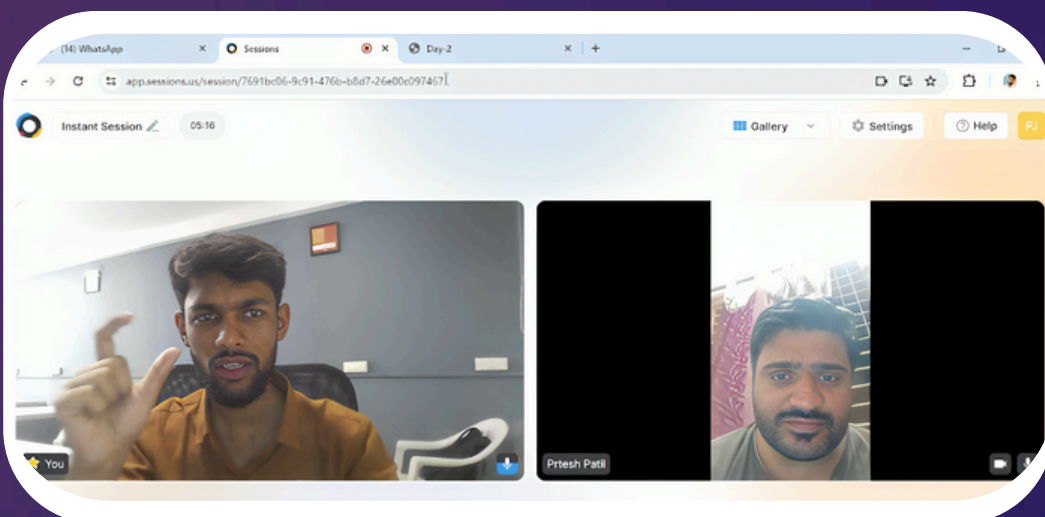 (14) WhatsApp
Sessions
Day-2
app.sessions.us/session/7691bc06-9c91-476b-b8d7-26e00c097467
Instant Session
05:16
Gallery
Settings
Help
PJ
You
Prtesh Patil